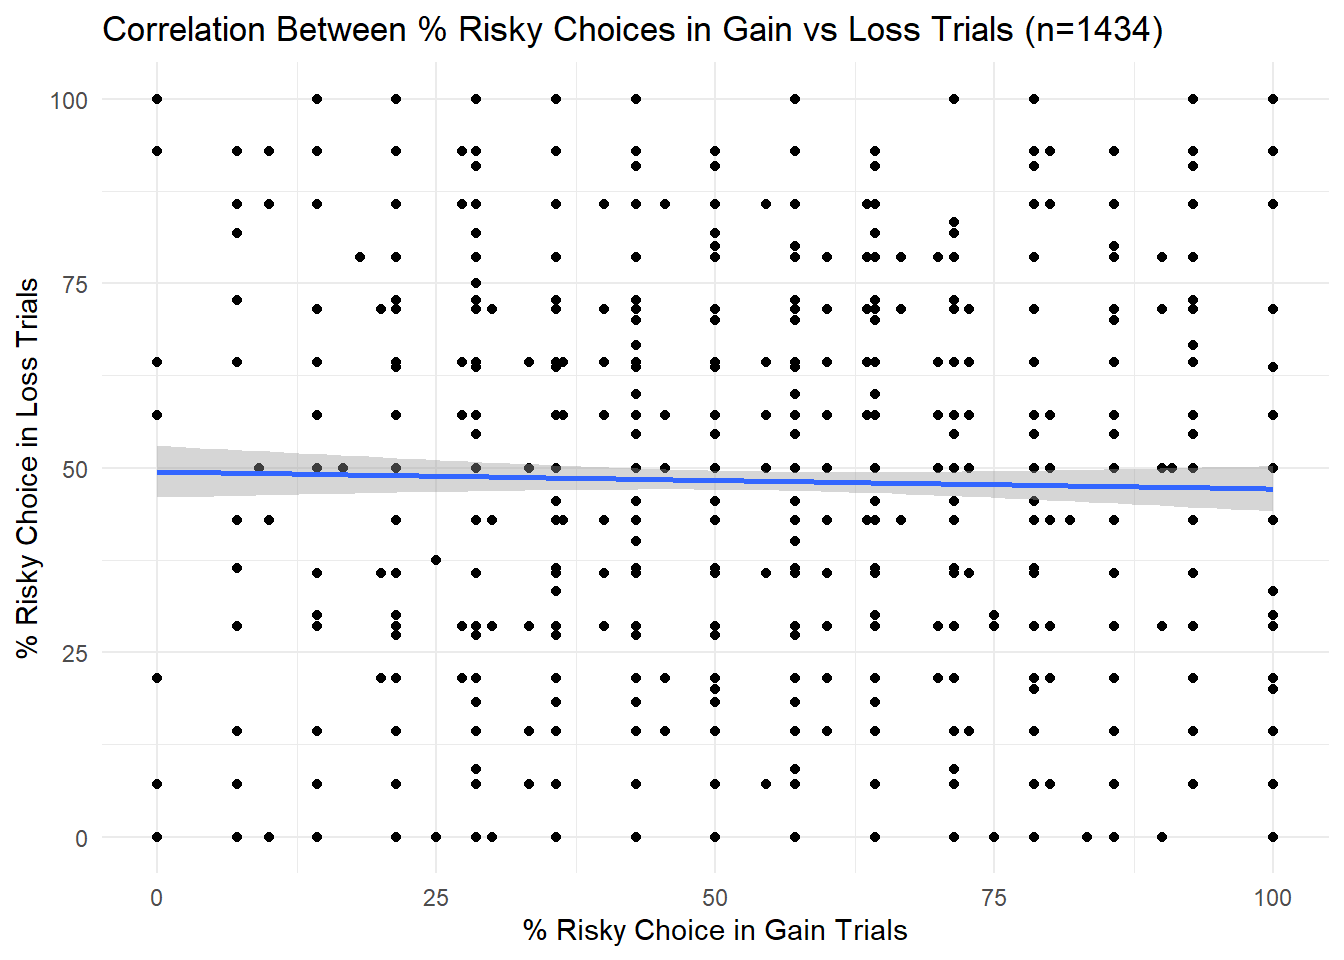 Correlation Between % Risky Choices in Gain vs Loss Trials (n=1434)
100
75
50
25
0
% Risky Choice in Loss Trials
0 25 50 75 100
% Risky Choice in Gain Trials